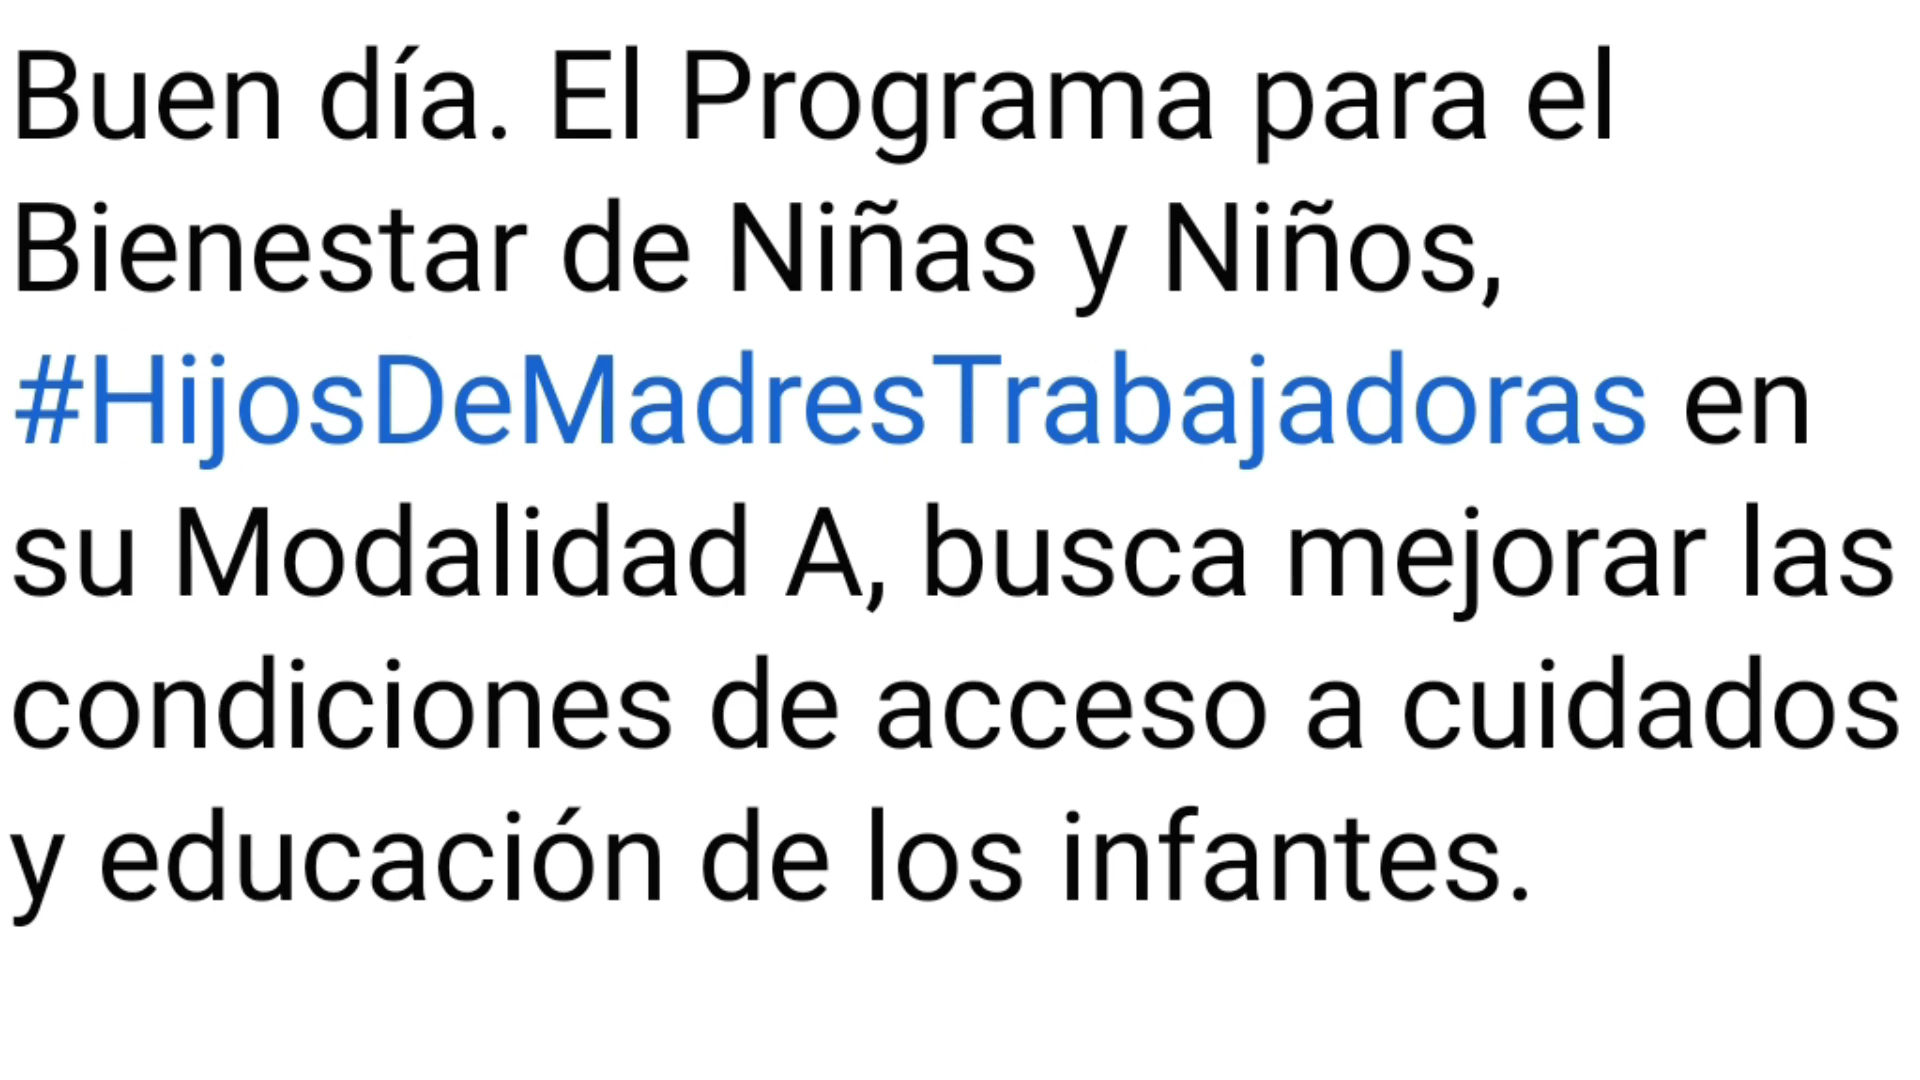 Buen día. El Programa para el
Bienestar de Niñas y Niños,
#HijosDeMadresTrabajadoras en
su Modalidad A, busca mejorar las
condiciones de acceso a cuidados
y educación de los infantes.